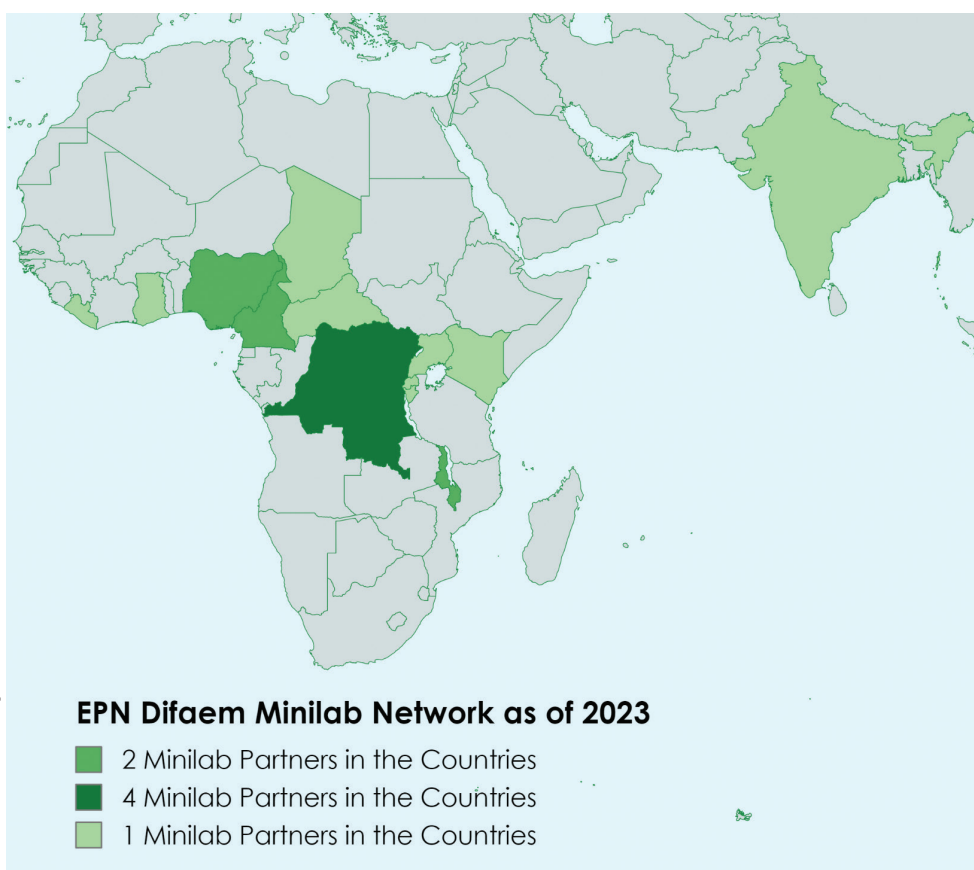 EPN Difaem Minilab Network as of 2023
2 Minilab Partners in the Countries
4 Minilab Partners in the Countries
1 Minilab Partners in the Countries